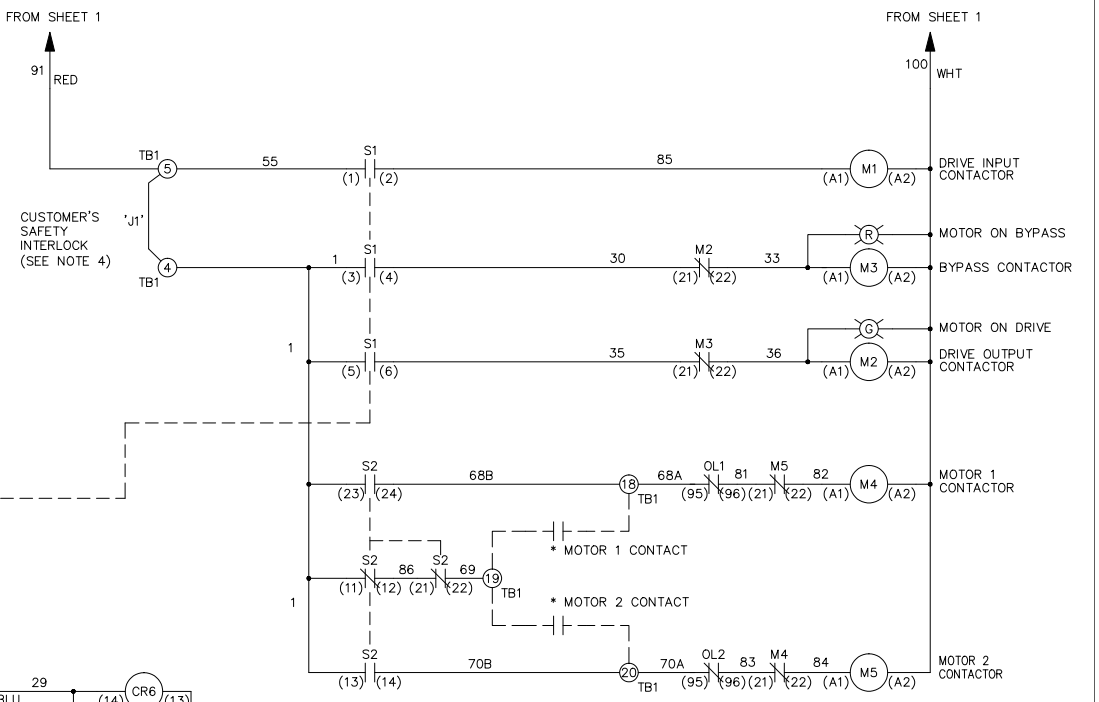 FROM SHEET 1
FROM SHEET 1
91
RED
100
WHT
TB1
5
55
S1
(1)
(2)
85
M1
(A1)
(A2)
DRIVE INPUT
CONTACTOR
CUSTOMER'S
SAFETY
INTERLOCK
(SEE NOTE 4)
'J1'
R
MOTOR ON BYPASS
4
TB1
1
S1
(3)
(4)
30
M2
(21)
(22)
33
M3
(A1)
(A2)
BYPASS CONTACTOR
G
MOTOR ON DRIVE
1
S1
(5)
(6)
35
M3
(21)
(22)
36
M2
(A1)
(A2)
DRIVE OUTPUT
CONTACTOR
S2
(23)
(24)
68B
18
TB1
68A
OL1
(95)
(96)
81
M5
(21)
(22)
82
M4
(A1)
(A2)
MOTOR 1
CONTACTOR
* MOTOR 1 CONTACT
S2
(11)
(12)
86
S2
(21)
(22)
69
19
TB1
1
* MOTOR 2 CONTACT
S2
(13)
(14)
70B
20
TB1
70A
OL2
(95)
(96)
83
M4
(21)
(22)
84
M5
(A1)
(A2)
MOTOR 2
CONTACTOR
29
BLU
(14)
CR6
(13)